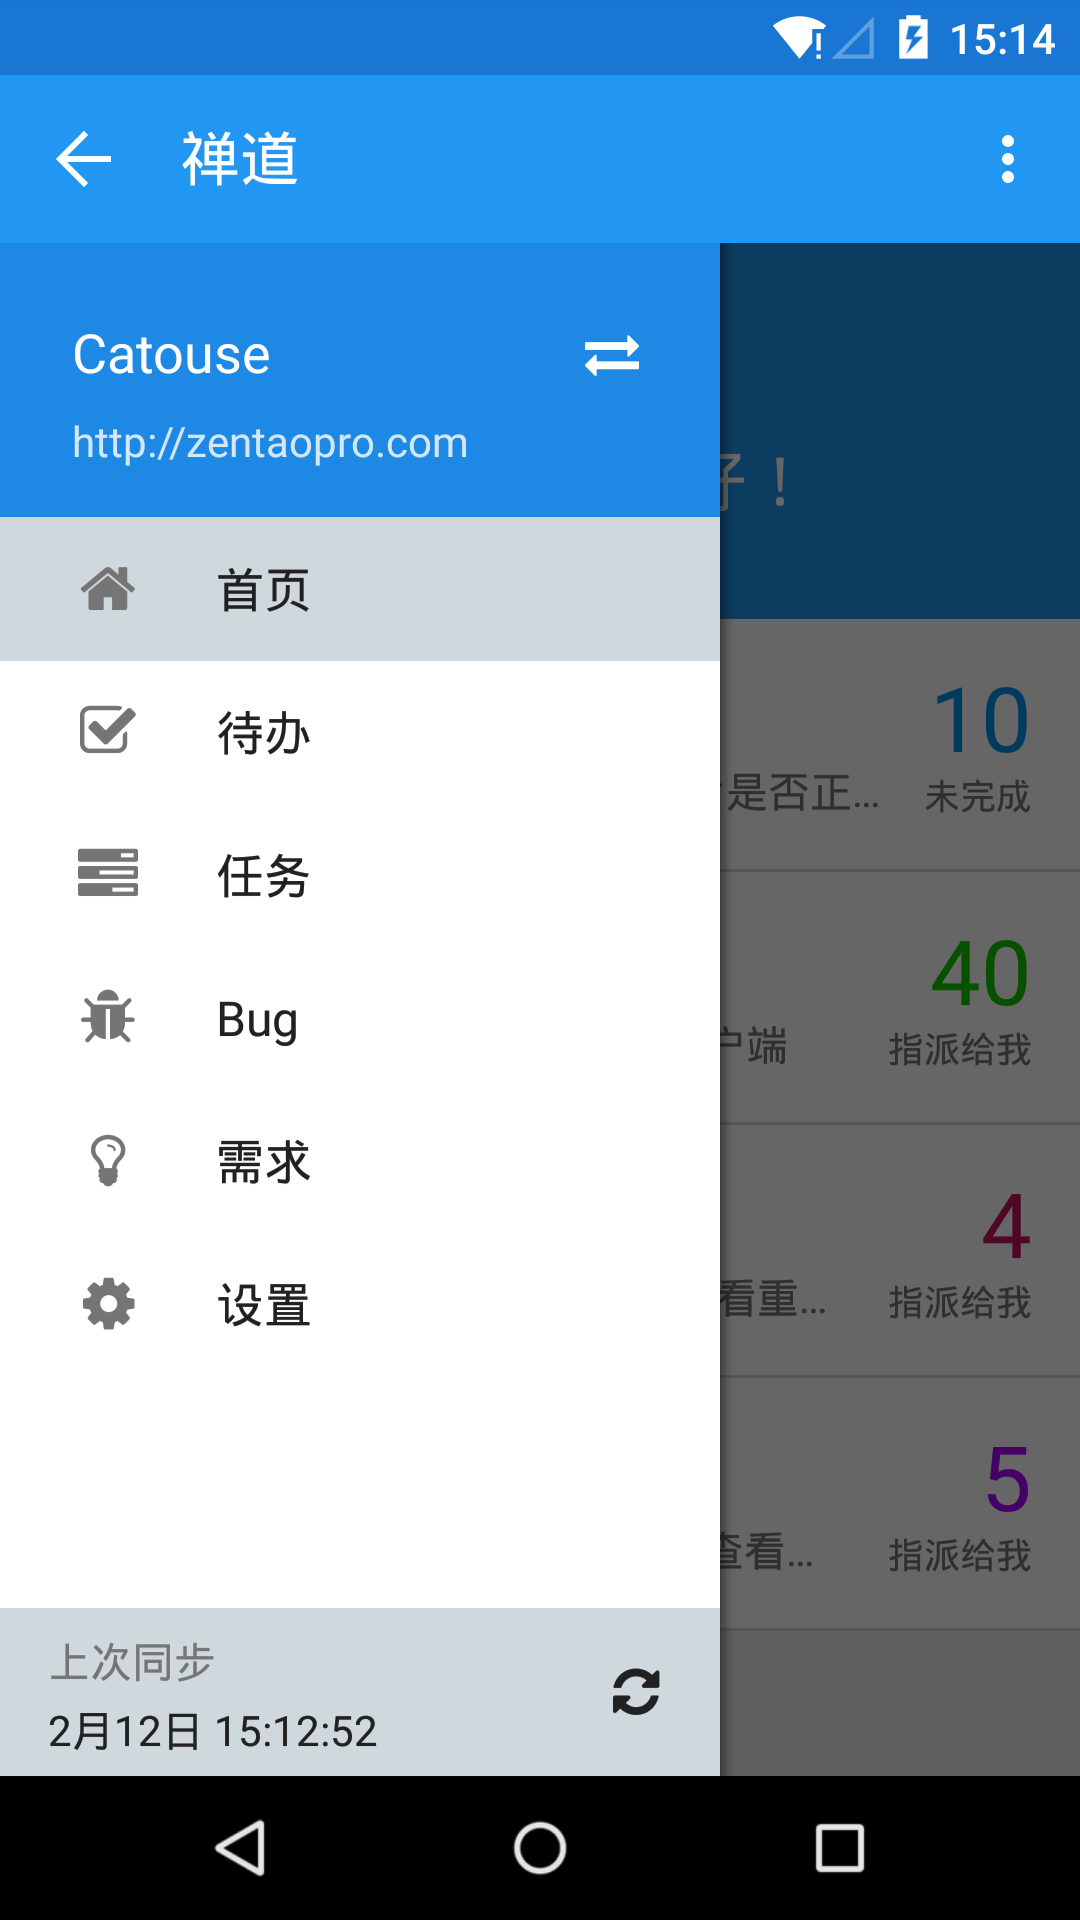 15:14
禅道
Catouse
http://zentaopro.com
好！
首页
10
待办
是否正...
未完成
任务
40
Bug
户端
指派给我
需求
4
设置
看重...
指派给我
5
查看...
指派给我
上次同步
2月12日 15:12:52